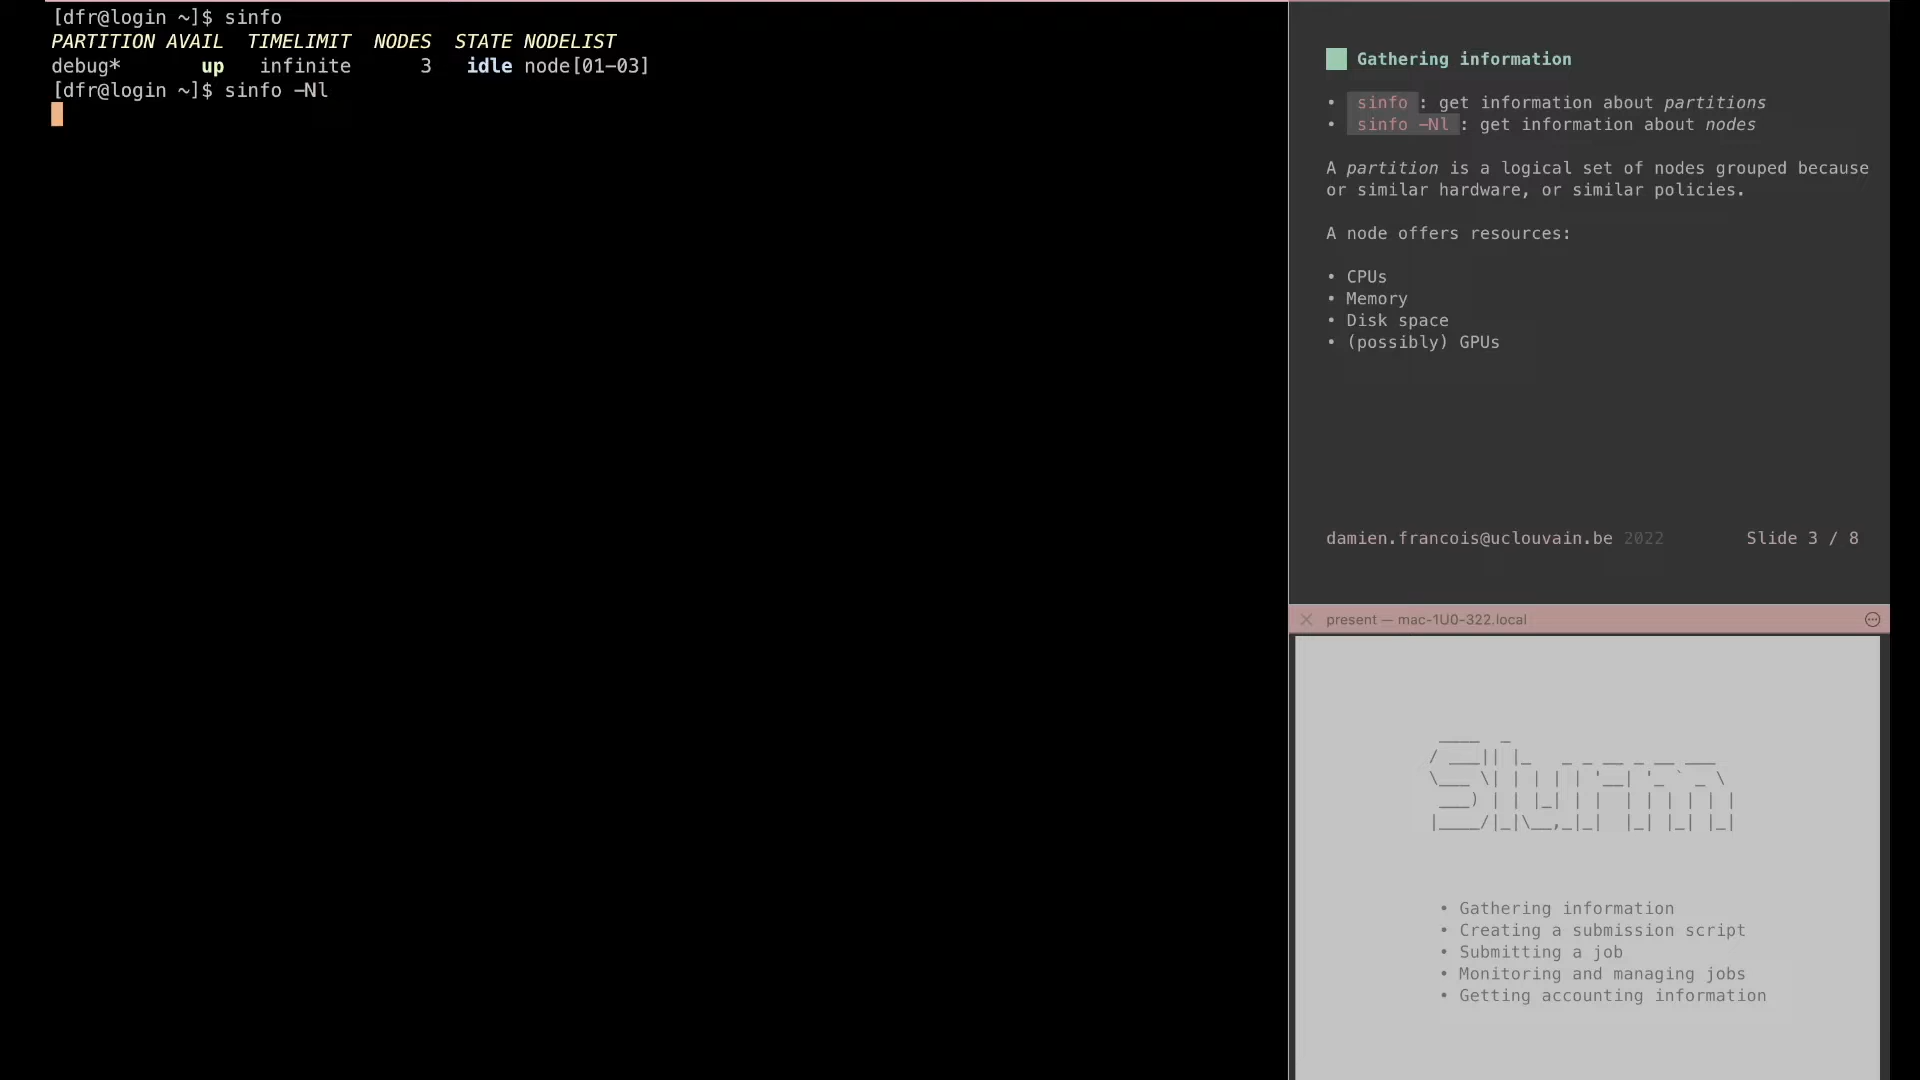 [dfr@login ~]$ sinfo
PARTITION AVAIL  TIMELIMIT  NODES  STATE NODELIST
debug*       up   infinite      3   idle node[01-03]
[dfr@login ~]$ sinfo -Nl
Gathering information
• sinfo : get information about partitions
• sinfo -Nl : get information about nodes
A partition is a logical set of nodes grouped because
or similar hardware, or similar policies.
A node offers resources:
• CPUs
• Memory
• Disk space
• (possibly) GPUs
damien.francois@uclouvain.be 2022 Slide 3 / 8
present — mac-1U0-322.local
Slurm
• Gathering information
• Creating a submission script
• Submitting a job
• Monitoring and managing jobs
• Getting accounting information